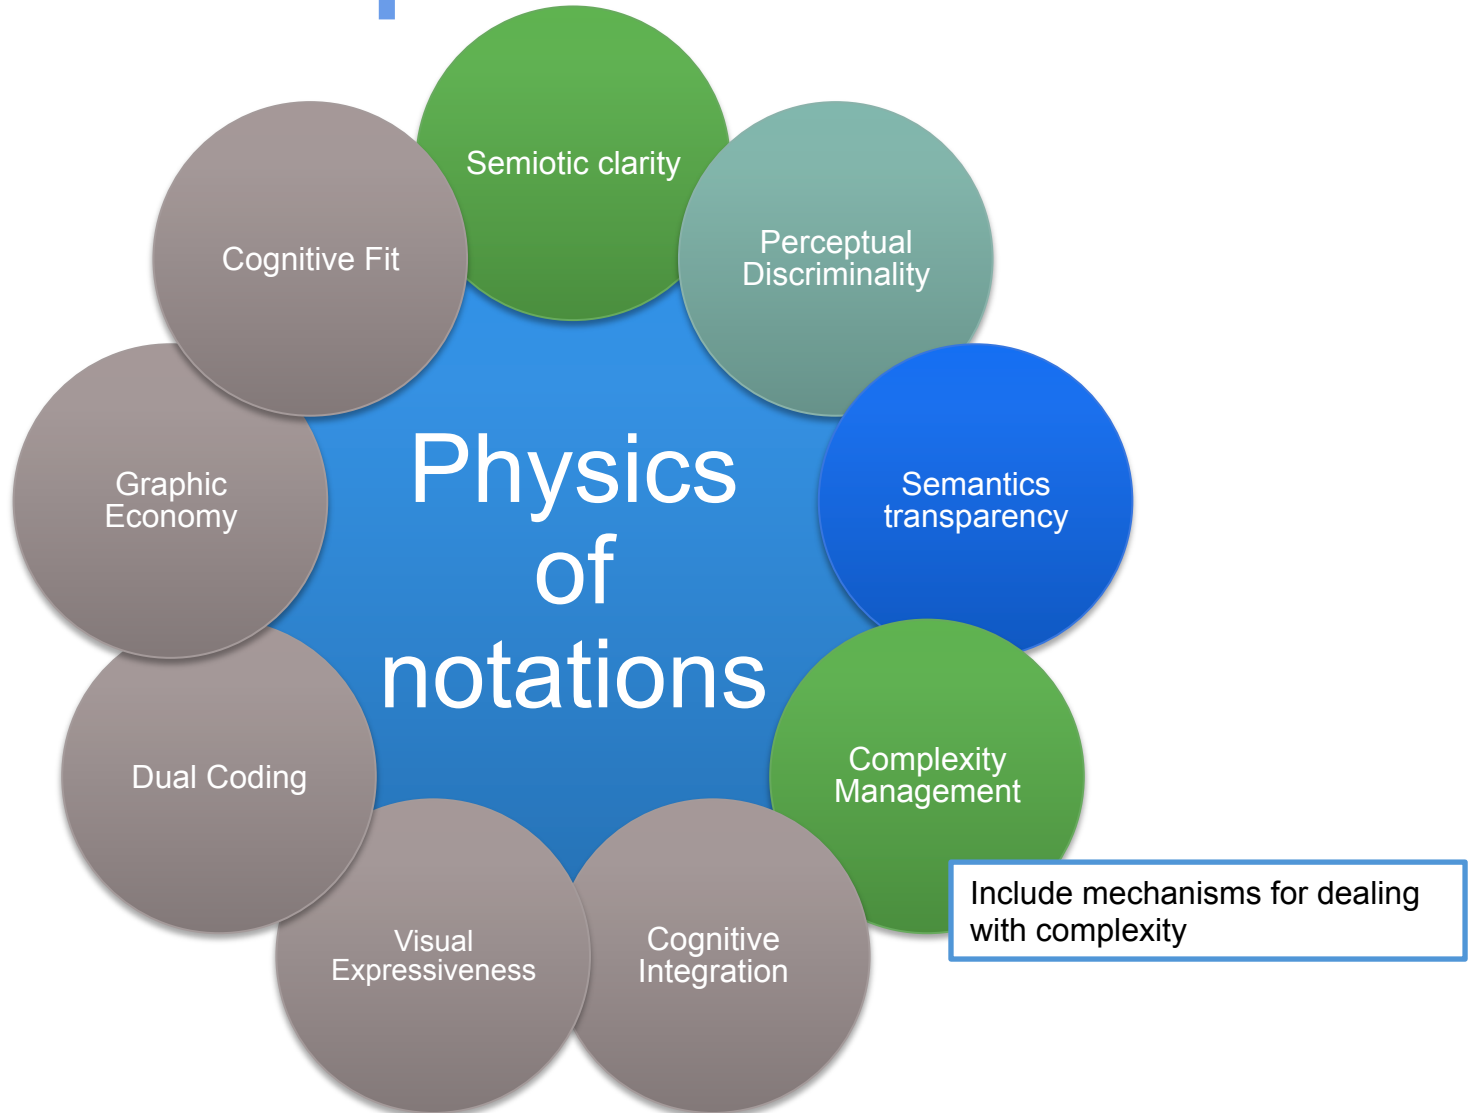 Semiotic clarity
Perceptual
Discriminality
Semantics
transparency
Complexity
Management
Include mechanisms for dealing
with complexity
Cognitive
Integration
Visual
Expressiveness
Dual Coding
Graphic
Economy
Cognitive Fit
Physics
of
notations